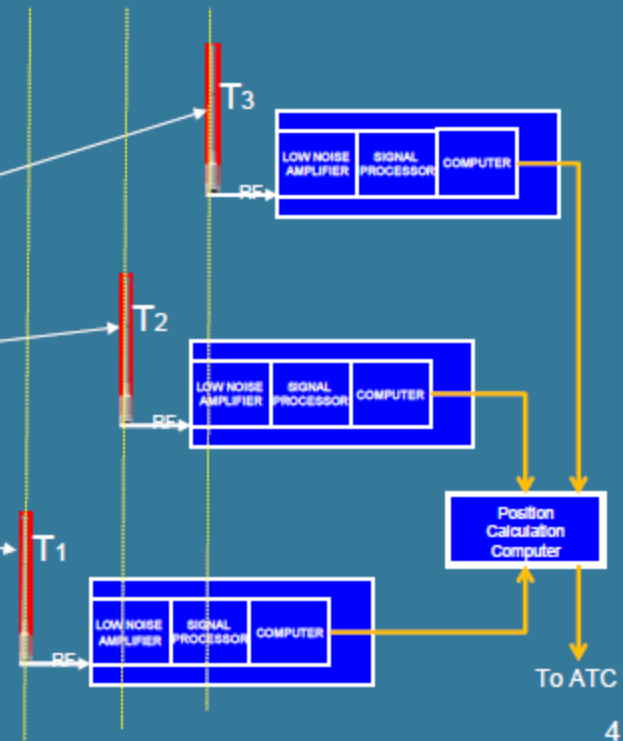 T3
LOW NOISE
AMPLIFIER
SIGNAL
PROCESSOR
COMPUTER
RF
T2
LOW NOISE
AMPLIFIER
SIGNAL
PROCESSOR
COMPUTER
RF
Position
Calculation
Computer
T1
LOW NOISE
AMPLIFIER
SIGNAL
PROCESSOR
COMPUTER
RF
To ATC
4